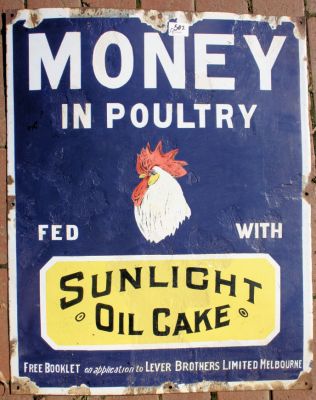 MONEY
IN POULTRY
FED WITH
SUNLIGHT
OIL CAKE
FREE BOOKLET on application to LEVER BROTHERS LIMITED MELBOURNE